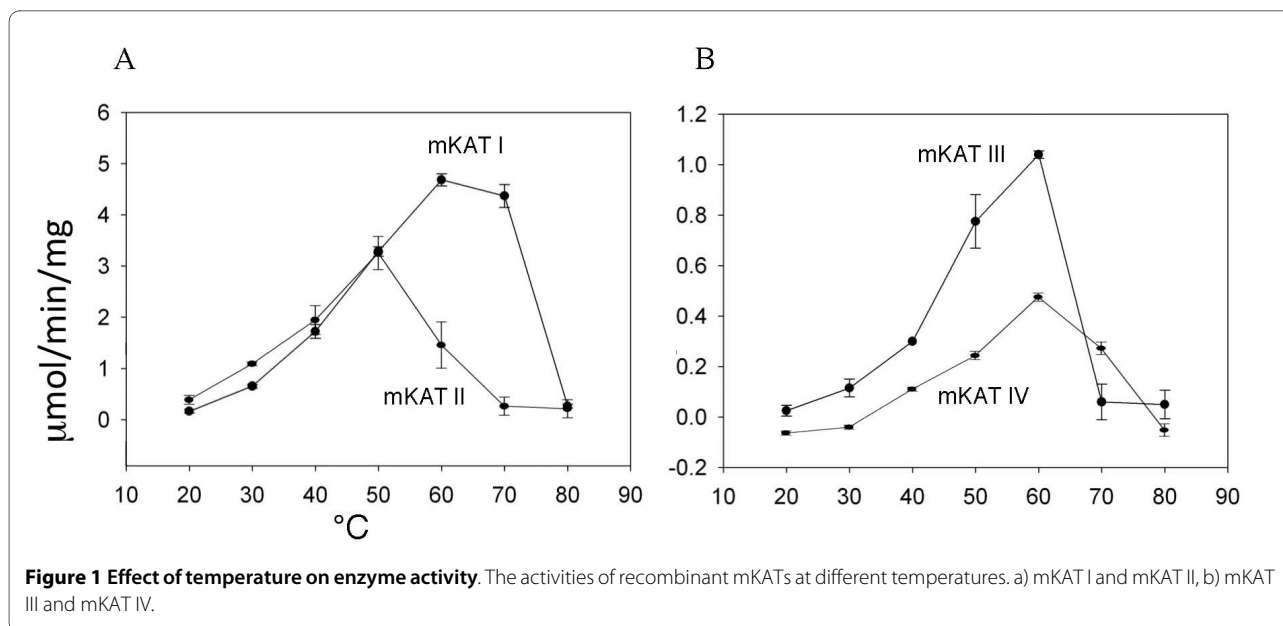 A
B
6
5
4
3
2
1
0
μmol/min/mg
mKAT I
mKAT II
10 20 30 40 50 60 70 80 90
°C
1.2
1.0
0.8
0.6
0.4
0.2
0.0
-0.2
mKAT III
mKAT IV
10 20 30 40 50 60 70 80 90
Figure 1 Effect of temperature on enzyme activity. The activities of recombinant mKATs at different temperatures. a) mKAT I and mKAT II, b) mKAT
III and mKAT IV.